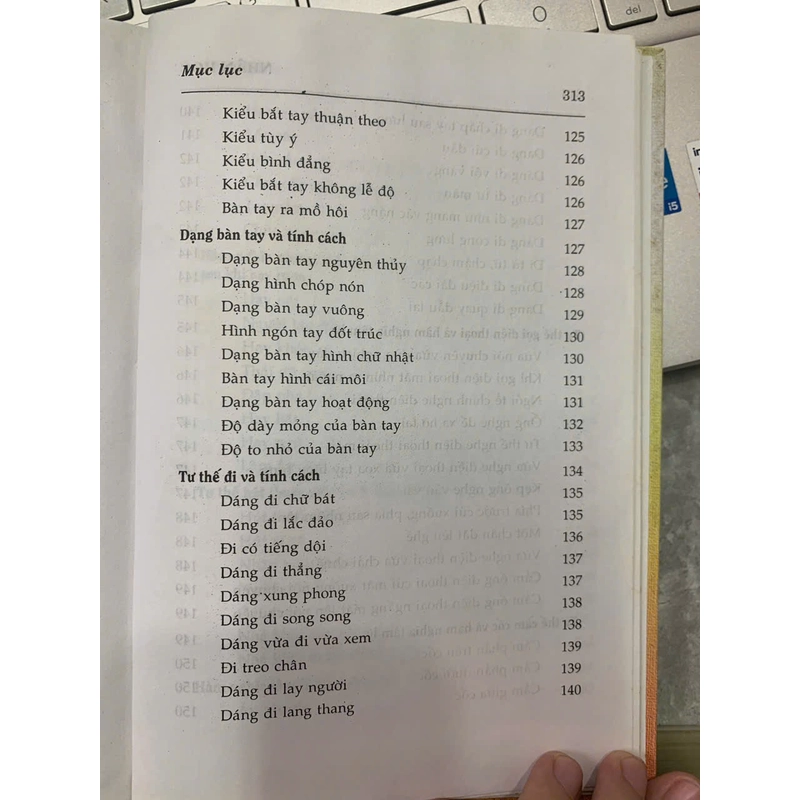 Mục lục 313
Kiểu bắt tay thuận theo 125
Kiểu tùy ý 126
Kiểu bình đẳng 126
Kiểu bắt tay không lễ độ 126
Bàn tay ra mồ hôi 127
Dạng bàn tay và tính cách 127
Dạng bàn tay nguyên thủy 128
Dạng hình chóp nón 128
Dạng bàn tay vuông 129
Hình ngón tay đốt trúc 130
Dạng bàn tay hình chữ nhật 130
Bàn tay hình cái môi 131
Dạng bàn tay hoạt động 131
Độ dày mỏng của bàn tay 132
Độ to nhỏ của bàn tay 133
Tư thế đi và tính cách 134
Dáng đi chữ bát 135
Dáng đi lắc đảo 135
Đi có tiếng dội 136
Dáng đi thẳng 137
Dáng xung phong 137
Dáng đi song song 138
Dáng vừa đi vừa xem 138
Đi treo chân 139
Dáng đi lay người 139
Dáng đi lang thang 140
i5